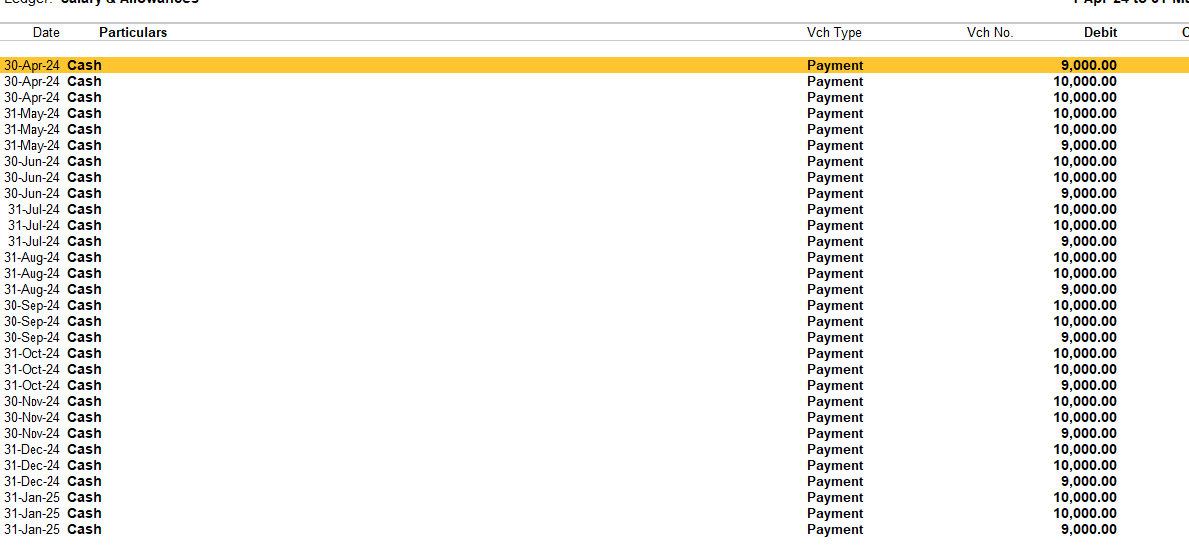 Ledger: Salary & Allowances 1-Apr-24 to 31-Ma
Date Particulars Vch Type Vch No. Debit C
30-Apr-24 Cash Payment 9,000.00
30-Apr-24 Cash Payment 10,000.00
30-Apr-24 Cash Payment 10,000.00
31-May-24 Cash Payment 10,000.00
31-May-24 Cash Payment 10,000.00
31-May-24 Cash Payment 9,000.00
30-Jun-24 Cash Payment 10,000.00
30-Jun-24 Cash Payment 10,000.00
30-Jun-24 Cash Payment 9,000.00
31-Jul-24 Cash Payment 10,000.00
31-Jul-24 Cash Payment 10,000.00
31-Jul-24 Cash Payment 9,000.00
31-Aug-24 Cash Payment 10,000.00
31-Aug-24 Cash Payment 10,000.00
31-Aug-24 Cash Payment 9,000.00
30-Sep-24 Cash Payment 10,000.00
30-Sep-24 Cash Payment 10,000.00
30-Sep-24 Cash Payment 9,000.00
31-Oct-24 Cash Payment 10,000.00
31-Oct-24 Cash Payment 10,000.00
31-Oct-24 Cash Payment 9,000.00
30-Nov-24 Cash Payment 10,000.00
30-Nov-24 Cash Payment 10,000.00
30-Nov-24 Cash Payment 9,000.00
31-Dec-24 Cash Payment 10,000.00
31-Dec-24 Cash Payment 10,000.00
31-Dec-24 Cash Payment 9,000.00
31-Jan-25 Cash Payment 10,000.00
31-Jan-25 Cash Payment 10,000.00
31-Jan-25 Cash Payment 9,000.00